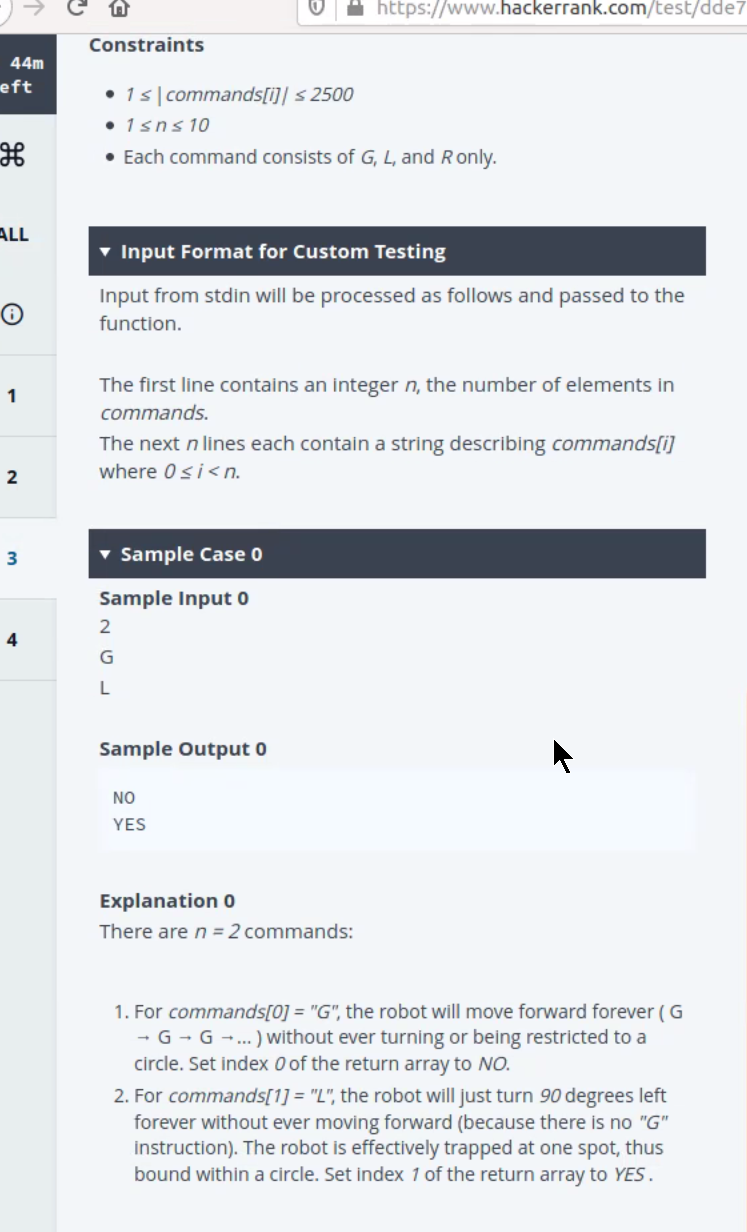 https://www.hackerrank.com/test/dde7
44m
eft
ALL
1
2
3
4
Constraints
• 1 ≤ |commands[i]| ≤ 2500
• 1 ≤ n ≤ 10
• Each command consists of G, L, and R only.
▼ Input Format for Custom Testing
Input from stdin will be processed as follows and passed to the
function.
The first line contains an integer n, the number of elements in
commands.
The next n lines each contain a string describing commands[i]
where 0 ≤ i < n.
▼ Sample Case 0
Sample Input 0
2
G
L
Sample Output 0
NO
YES
Explanation 0
There are n = 2 commands:
1. For commands[0] = "G", the robot will move forward forever ( G
→ G → G →... ) without ever turning or being restricted to a
circle. Set index 0 of the return array to NO.
2. For commands[1] = "L", the robot will just turn 90 degrees left
forever without ever moving forward (because there is no "G"
instruction). The robot is effectively trapped at one spot, thus
bound within a circle. Set index 1 of the return array to YES .